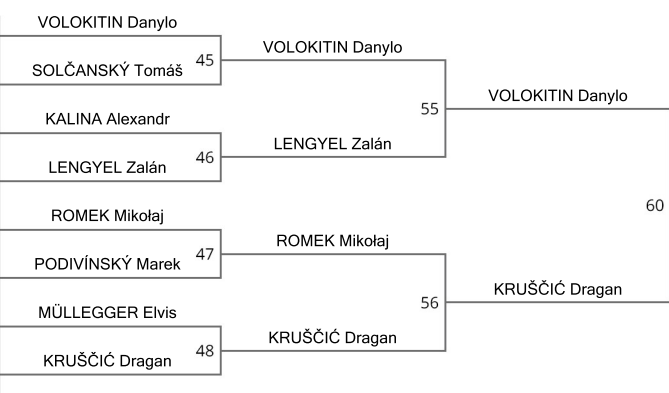 VOLOKITIN Danylo
SOLČANSKÝ Tomáš
45
VOLOKITIN Danylo
KALINA Alexandr
LENGYEL Zalán
46
LENGYEL Zalán
55
VOLOKITIN Danylo
ROMEK Mikołaj
PODIVÍNSKÝ Marek
47
ROMEK Mikołaj
MÜLLEGGER Elvis
KRUŠČIĆ Dragan
48
KRUŠČIĆ Dragan
56
KRUŠČIĆ Dragan
60